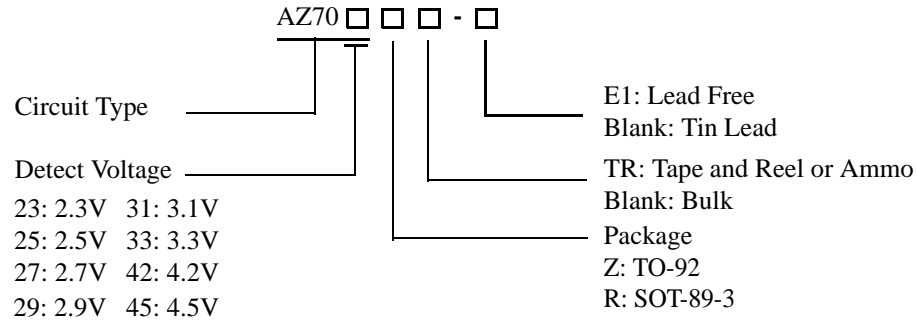 AZ70 □ □ □ - □
Circuit Type
Detect Voltage
23: 2.3V 31: 3.1V
25: 2.5V 33: 3.3V
27: 2.7V 42: 4.2V
29: 2.9V 45: 4.5V
E1: Lead Free
Blank: Tin Lead
TR: Tape and Reel or Ammo
Blank: Bulk
Package
Z: TO-92
R: SOT-89-3